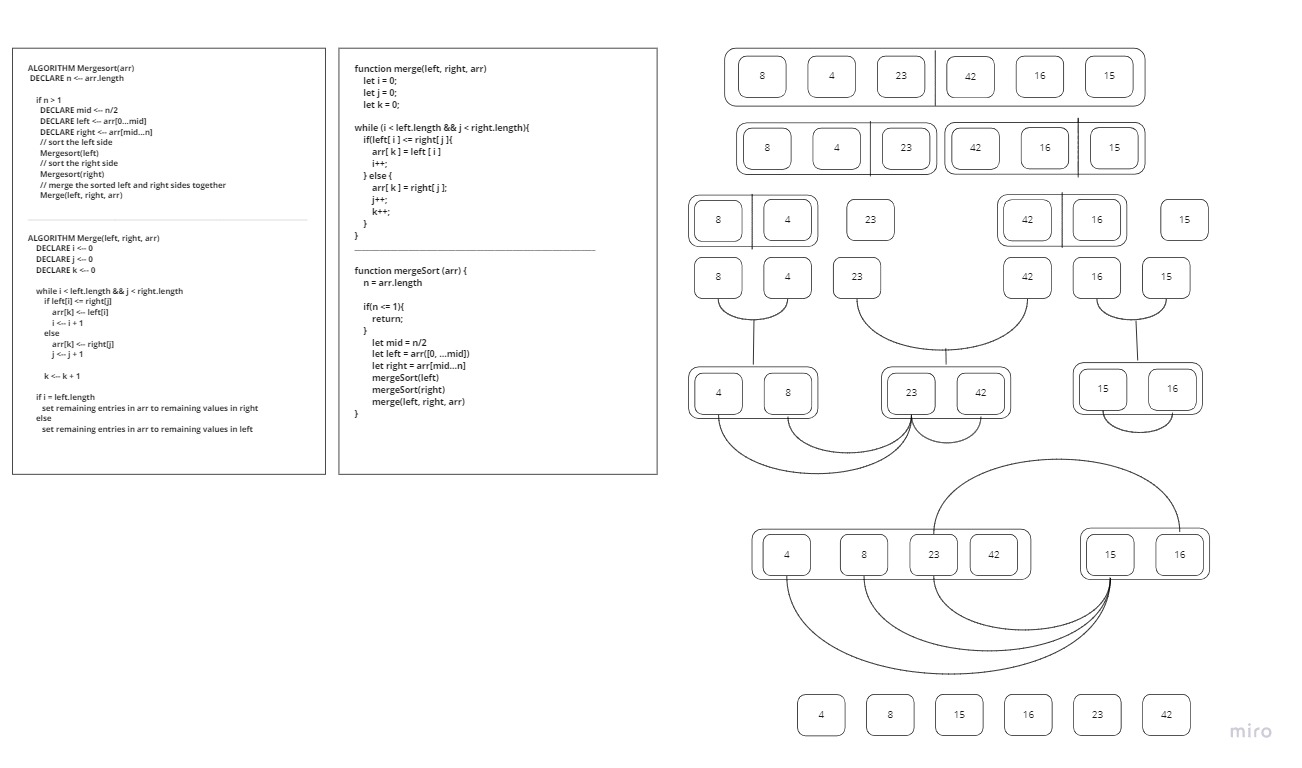 ALGORITHM Mergesort(arr)
DECLARE n <-- arr.length
if n > 1
DECLARE mid <-- n/2
DECLARE left <-- arr[0...mid]
DECLARE right <-- arr[mid...n]
// sort the left side
Mergesort(left)
// sort the right side
Mergesort(right)
// merge the sorted left and right sides together
Merge(left, right, arr)
ALGORITHM Merge(left, right, arr)
DECLARE i <-- 0
DECLARE j <-- 0
DECLARE k <-- 0
while i < left.length && j < right.length
if left[i] <= right[j]
arr[k] <-- left[i]
i <-- i + 1
else
arr[k] <-- right[j]
j <-- j + 1
k <-- k + 1
if i = left.length
set remaining entries in arr to remaining values in right
else
set remaining entries in arr to remaining values in left
function merge(left, right, arr)
let i = 0;
let j = 0;
let k = 0;
while (i < left.length && j < right.length){
if(left[ i ] <= right[ j ]{
arr[ k ] = left [ i ]
i++;
} else {
arr[ k ] = right[ j ];
j++;
k++;
}
}
function mergeSort (arr) {
n = arr.length
if(n <= 1){
return;
}
let mid = n/2
let left = arr([0, ...mid])
let right = arr[mid...n]
mergeSort(left)
mergeSort(right)
merge(left, right, arr)
}
8 4 23 42 16 15
8 4 23 42 16 15
8 4 23 42 16 15
8 4 23 42 16 15
4 8 23 42 15 16
4 8 23 42 15 16
4 8 15 16 23 42
miro